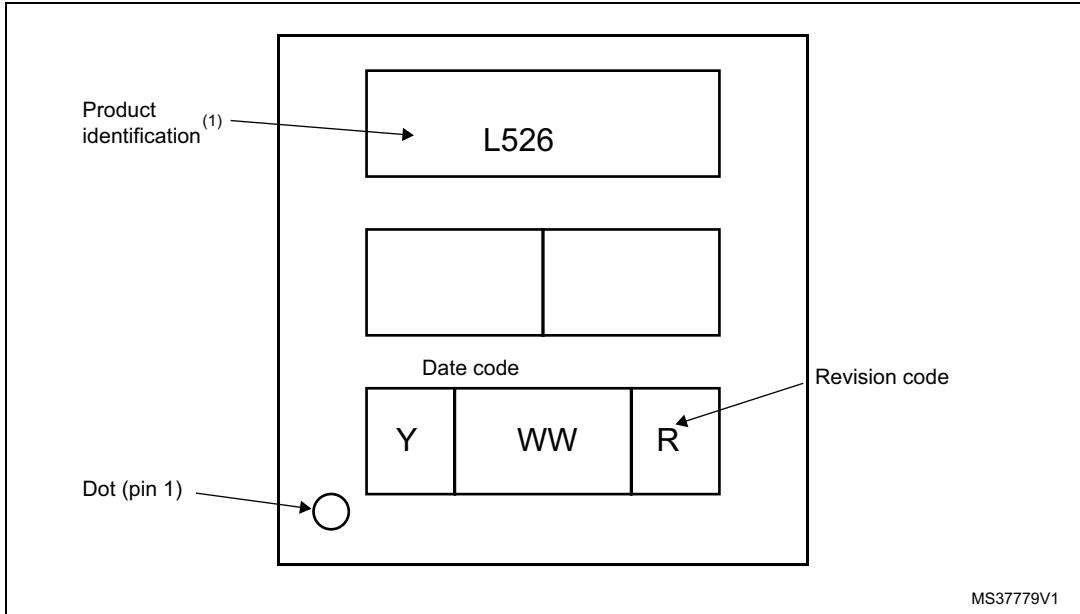 Product
identification (1)
L526
Date code
Revision code
Y WW R
Dot (pin 1)
MS37779V1